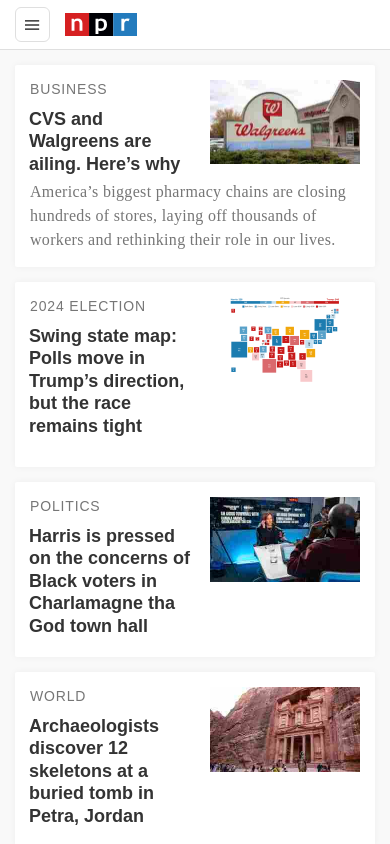 npr
BUSINESS
CVS and
Walgreens are
ailing. Here’s why
Walgreens
America’s biggest pharmacy chains are closing
hundreds of stores, laying off thousands of
workers and rethinking their role in our lives.
2024 ELECTION
Swing state map:
Polls move in
Trump’s direction,
but the race
remains tight
POLITICS
Harris is pressed
on the concerns of
Black voters in
Charlamagne tha
God town hall
WORLD
Archaeologists
discover 12
skeletons at a
buried tomb in
Petra, Jordan